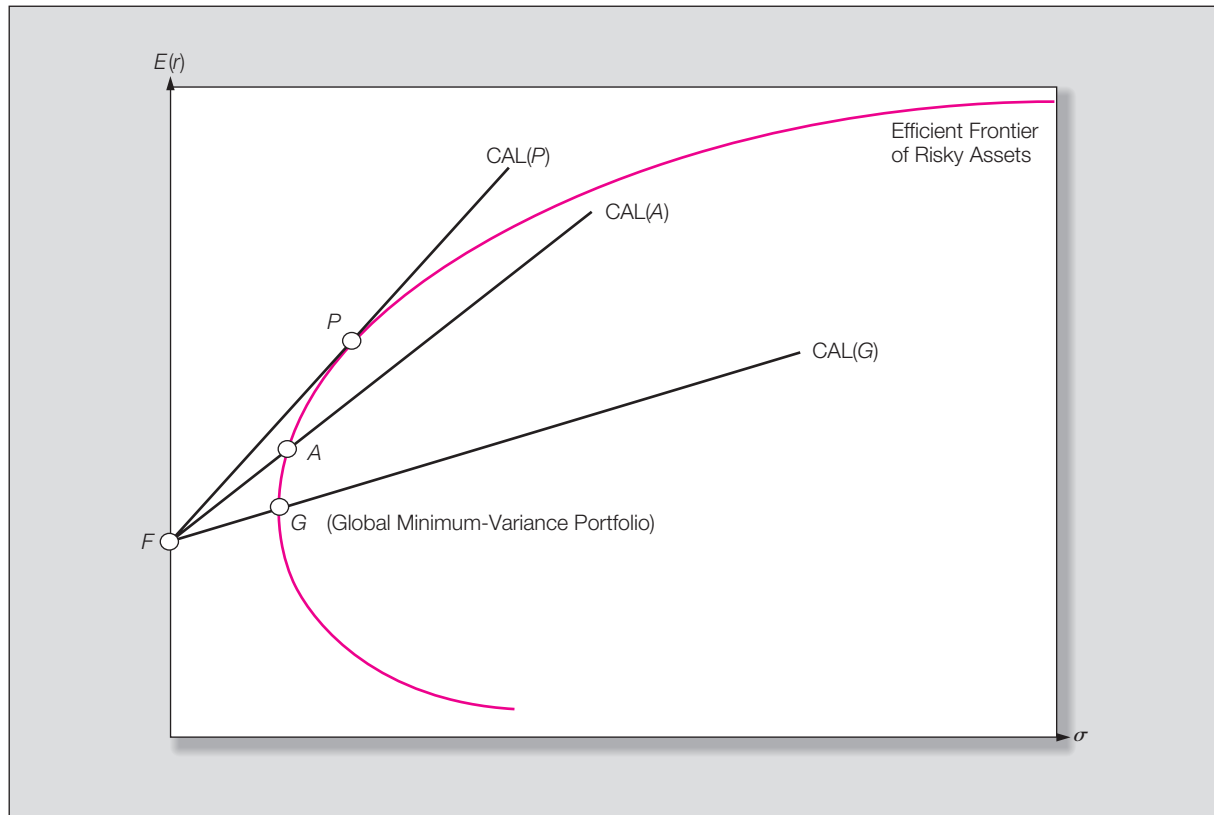 E(r)
Efficient Frontier
of Risky Assets
CAL(P)
CAL(A)
P
CAL(G)
A
G (Global Minimum-Variance Portfolio)
F
σ